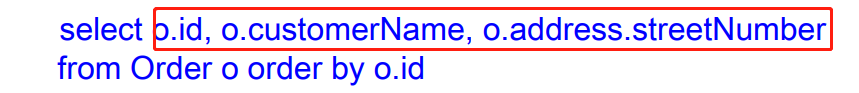 select o.id, o.customerName, o.address.streetNumber
from Order o order by o.id